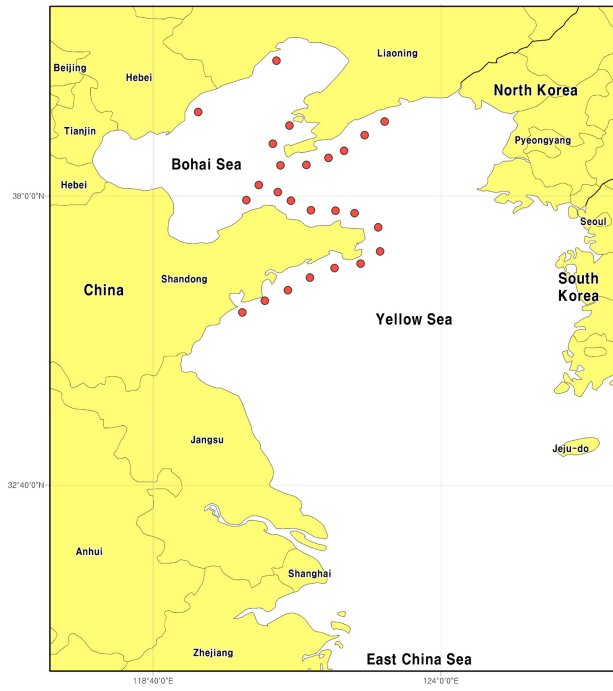 Liaoning
Beijing
Hebei
North Korea
Tianjin
Pyeongyang
Bohai Sea
Hebei
38°0'0"N
Seoul
Shandong
China
South
Korea
Yellow Sea
Jangsu
Jeju-do
32°40'0"N
Anhui
Shanghai
Zhejiang
East China Sea
118°40'0"E
124°0'0"E